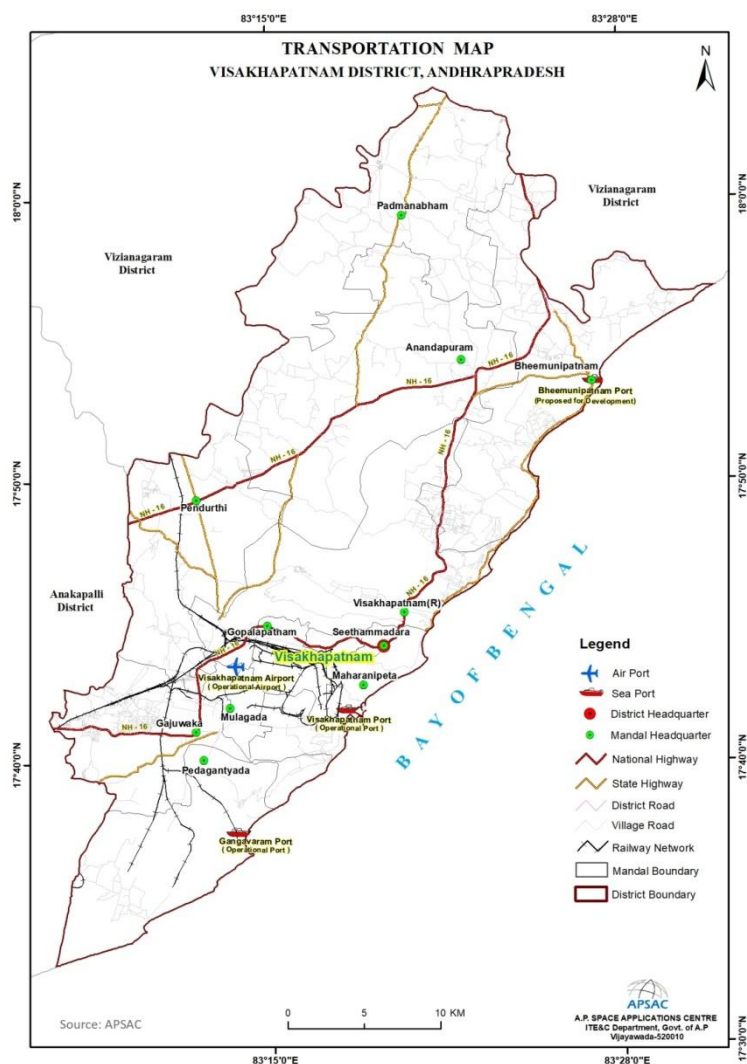 83°15'0"E
83°28'0"E
TRANSPORTATION MAP
VISAKHAPATNAM DISTRICT, ANDHRAPRADESH
N
18°0'0"N
18°0'0"N
Vizianagaram
District
Padmanabham
Vizianagaram
District
Anandapuram
NH - 16
Bheemunipatnam
NH - 16
Bheemunipatnam Port
(Proposed for Development)
NH - 16
17°50'0"N
17°50'0"N
NH - 16
Pendurthi
NH - 16
Anakapalli
District
NH - 16
Visakhapatnam(R)
Gopalapatnam
Seethammadara
NH - 16
Visakhapatnam
Visakhapatnam Airport
( Operational Airport )
Maharanipeta
Mulagada
Visakhapatnam Port
( Operational Port )
NH - 16
Gajuwaka
Pedagantyada
17°40'0"N
17°40'0"N
Gangavaram Port
( Operational Port )
BAY OF BENGAL
Legend
Air Port
Sea Port
District Headquarter
Mandal Headquarter
National Highway
State Highway
District Road
Village Road
Railway Network
Mandal Boundary
District Boundary
Source: APSAC
0 5 10 KM
APSAC
A.P. SPACE APPLICATIONS CENTRE
ITE&C Department, Govt. of A.P
Vijayawada-520010
17°30'0"N
83°15'0"E
83°28'0"E